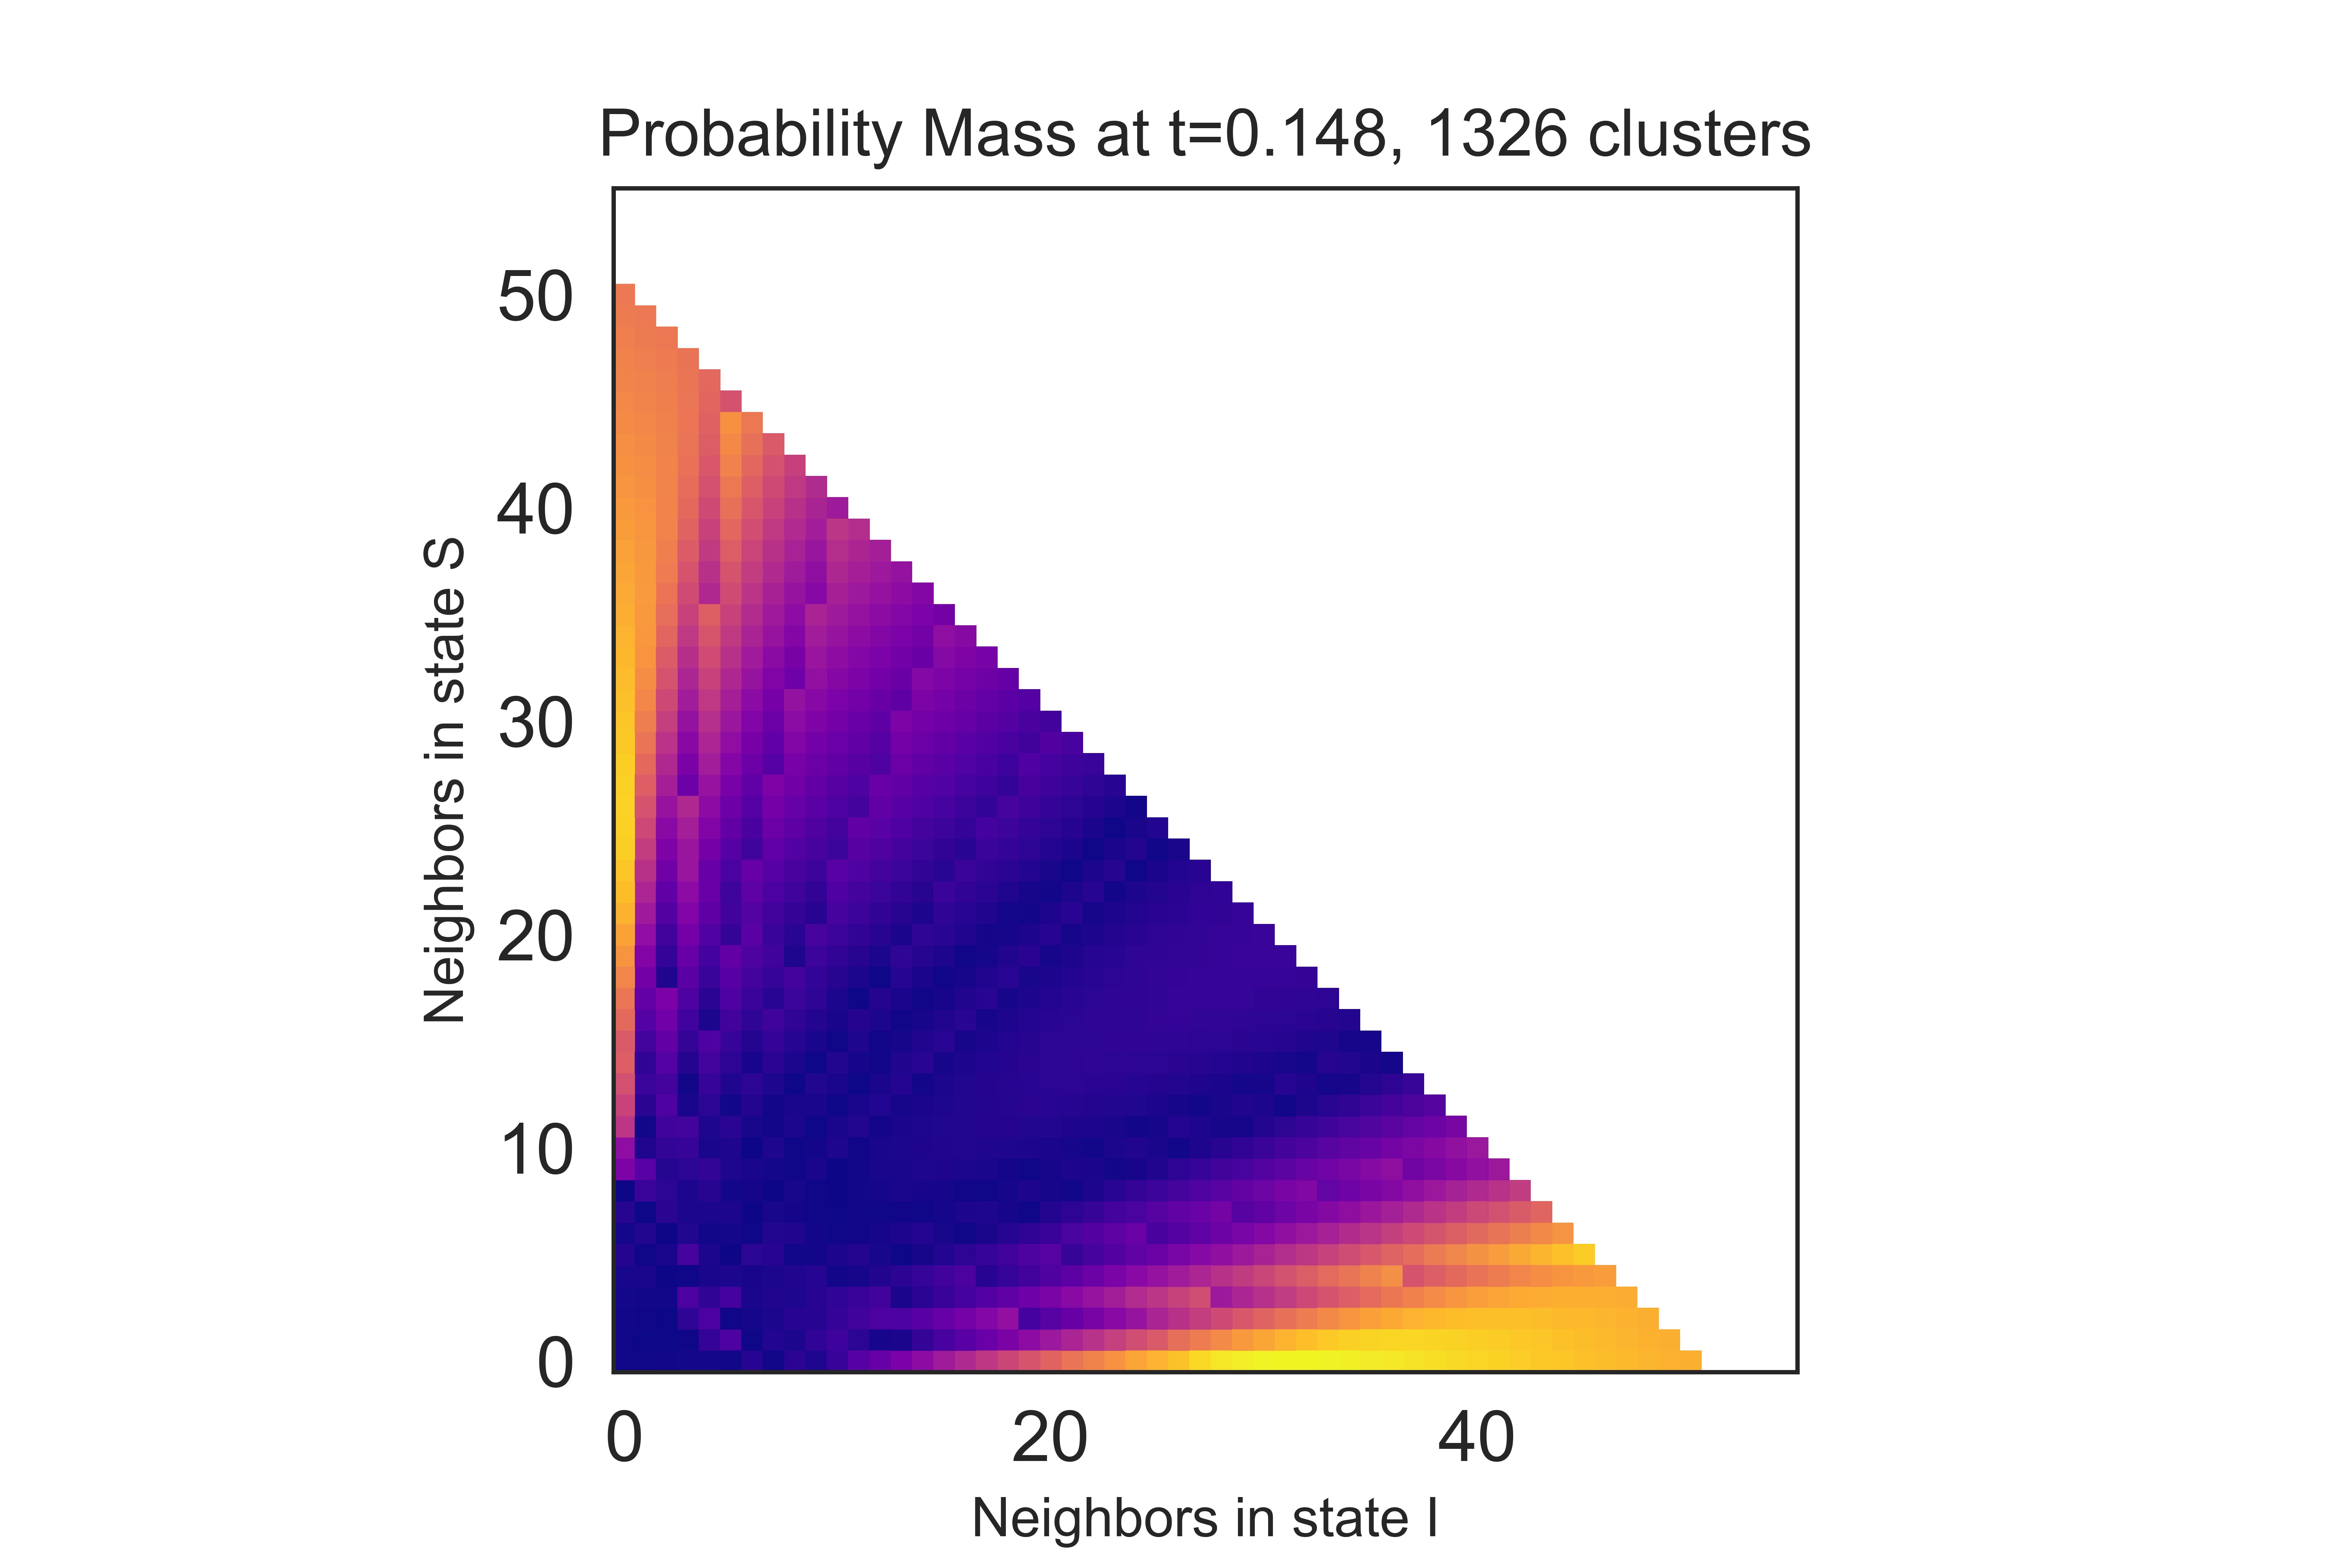 Probability Mass at t=0.148, 1326 clusters
50
40
30
20
10
0
Neighbors in state S
0 20 40
Neighbors in state I